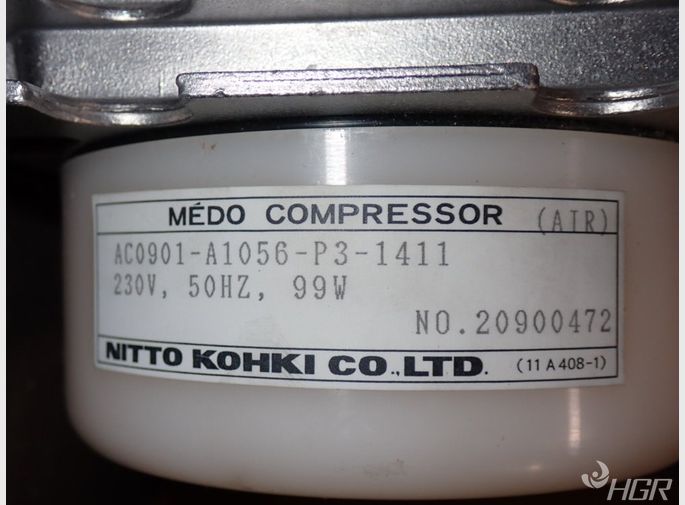 MÉDO COMPRESSOR (AIR)
AC0901-A1056-P3-1411
230V, 50HZ, 99W
NO.20900472
NITTO KOHKI CO.,LTD. (11 A 408-1)
HGR